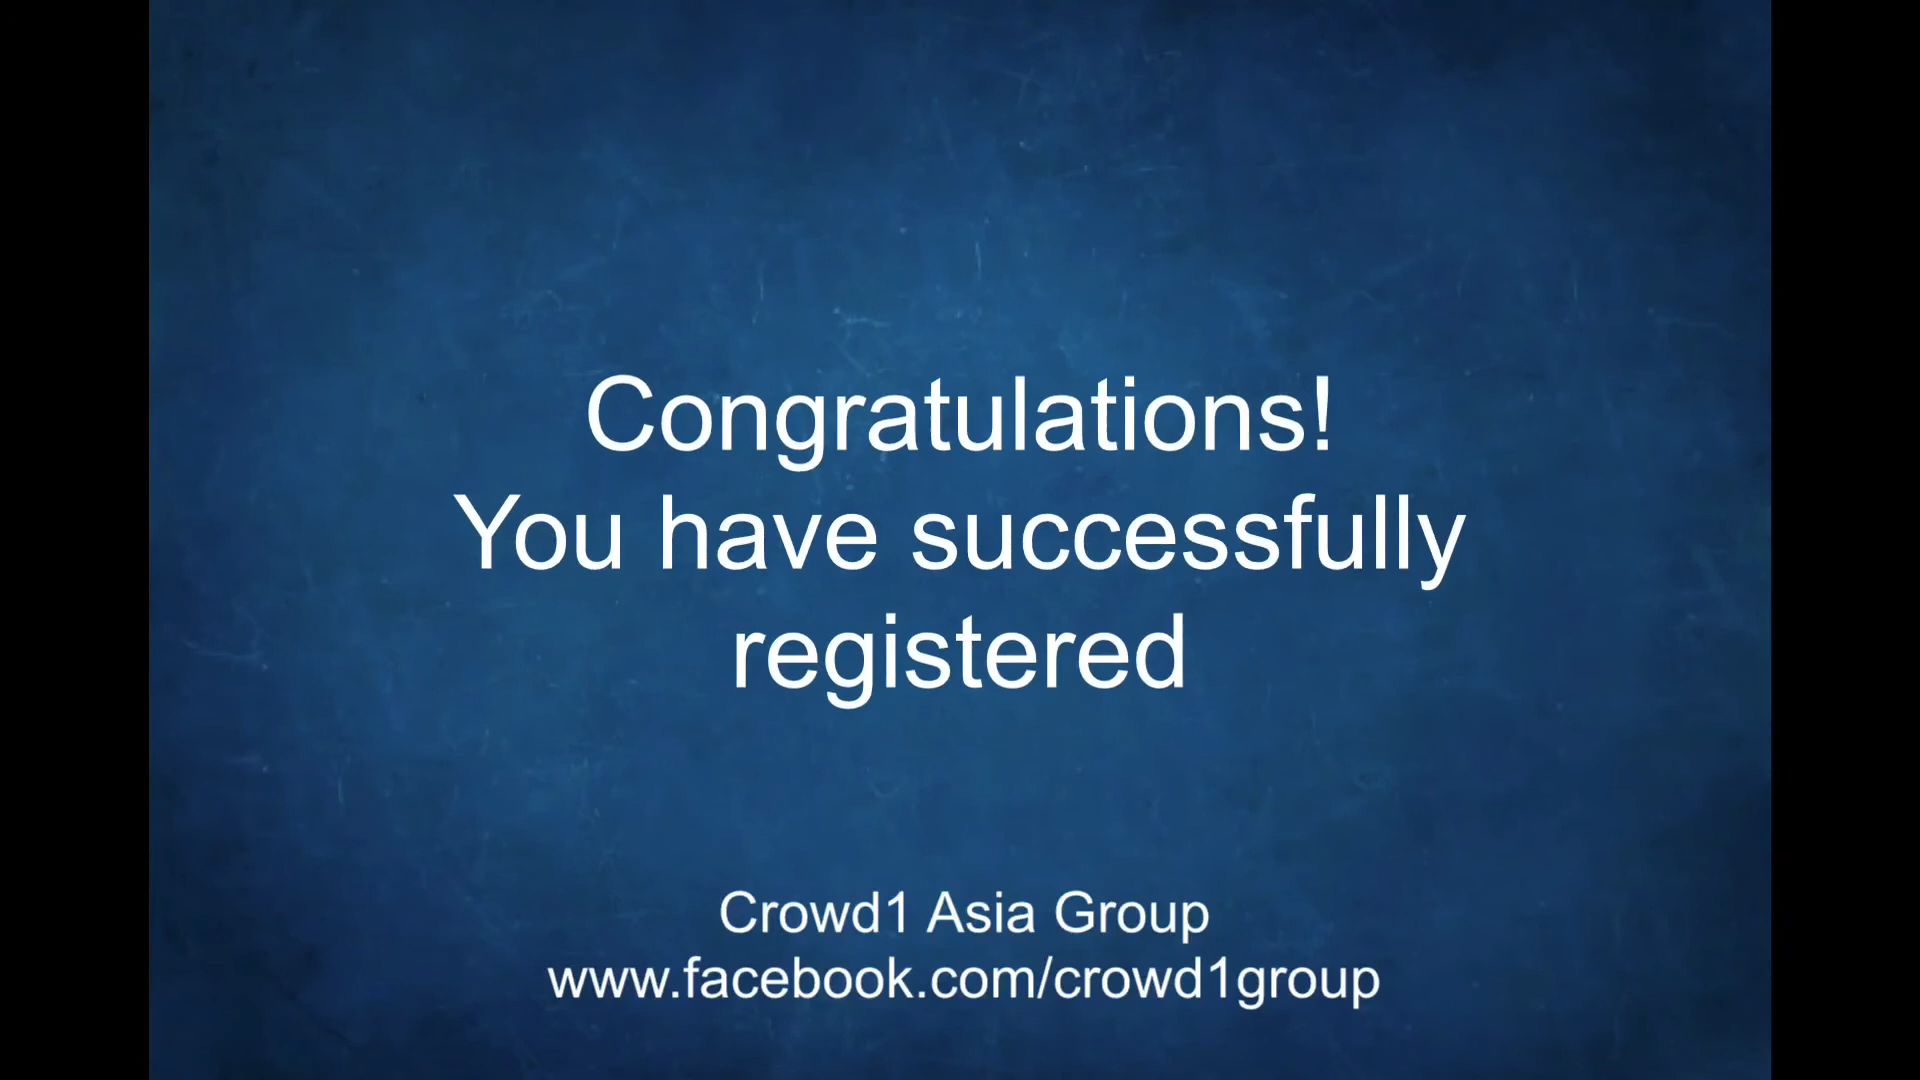 Congratulations!
You have successfully
registered
Crowd1 Asia Group
www.facebook.com/crowd1group